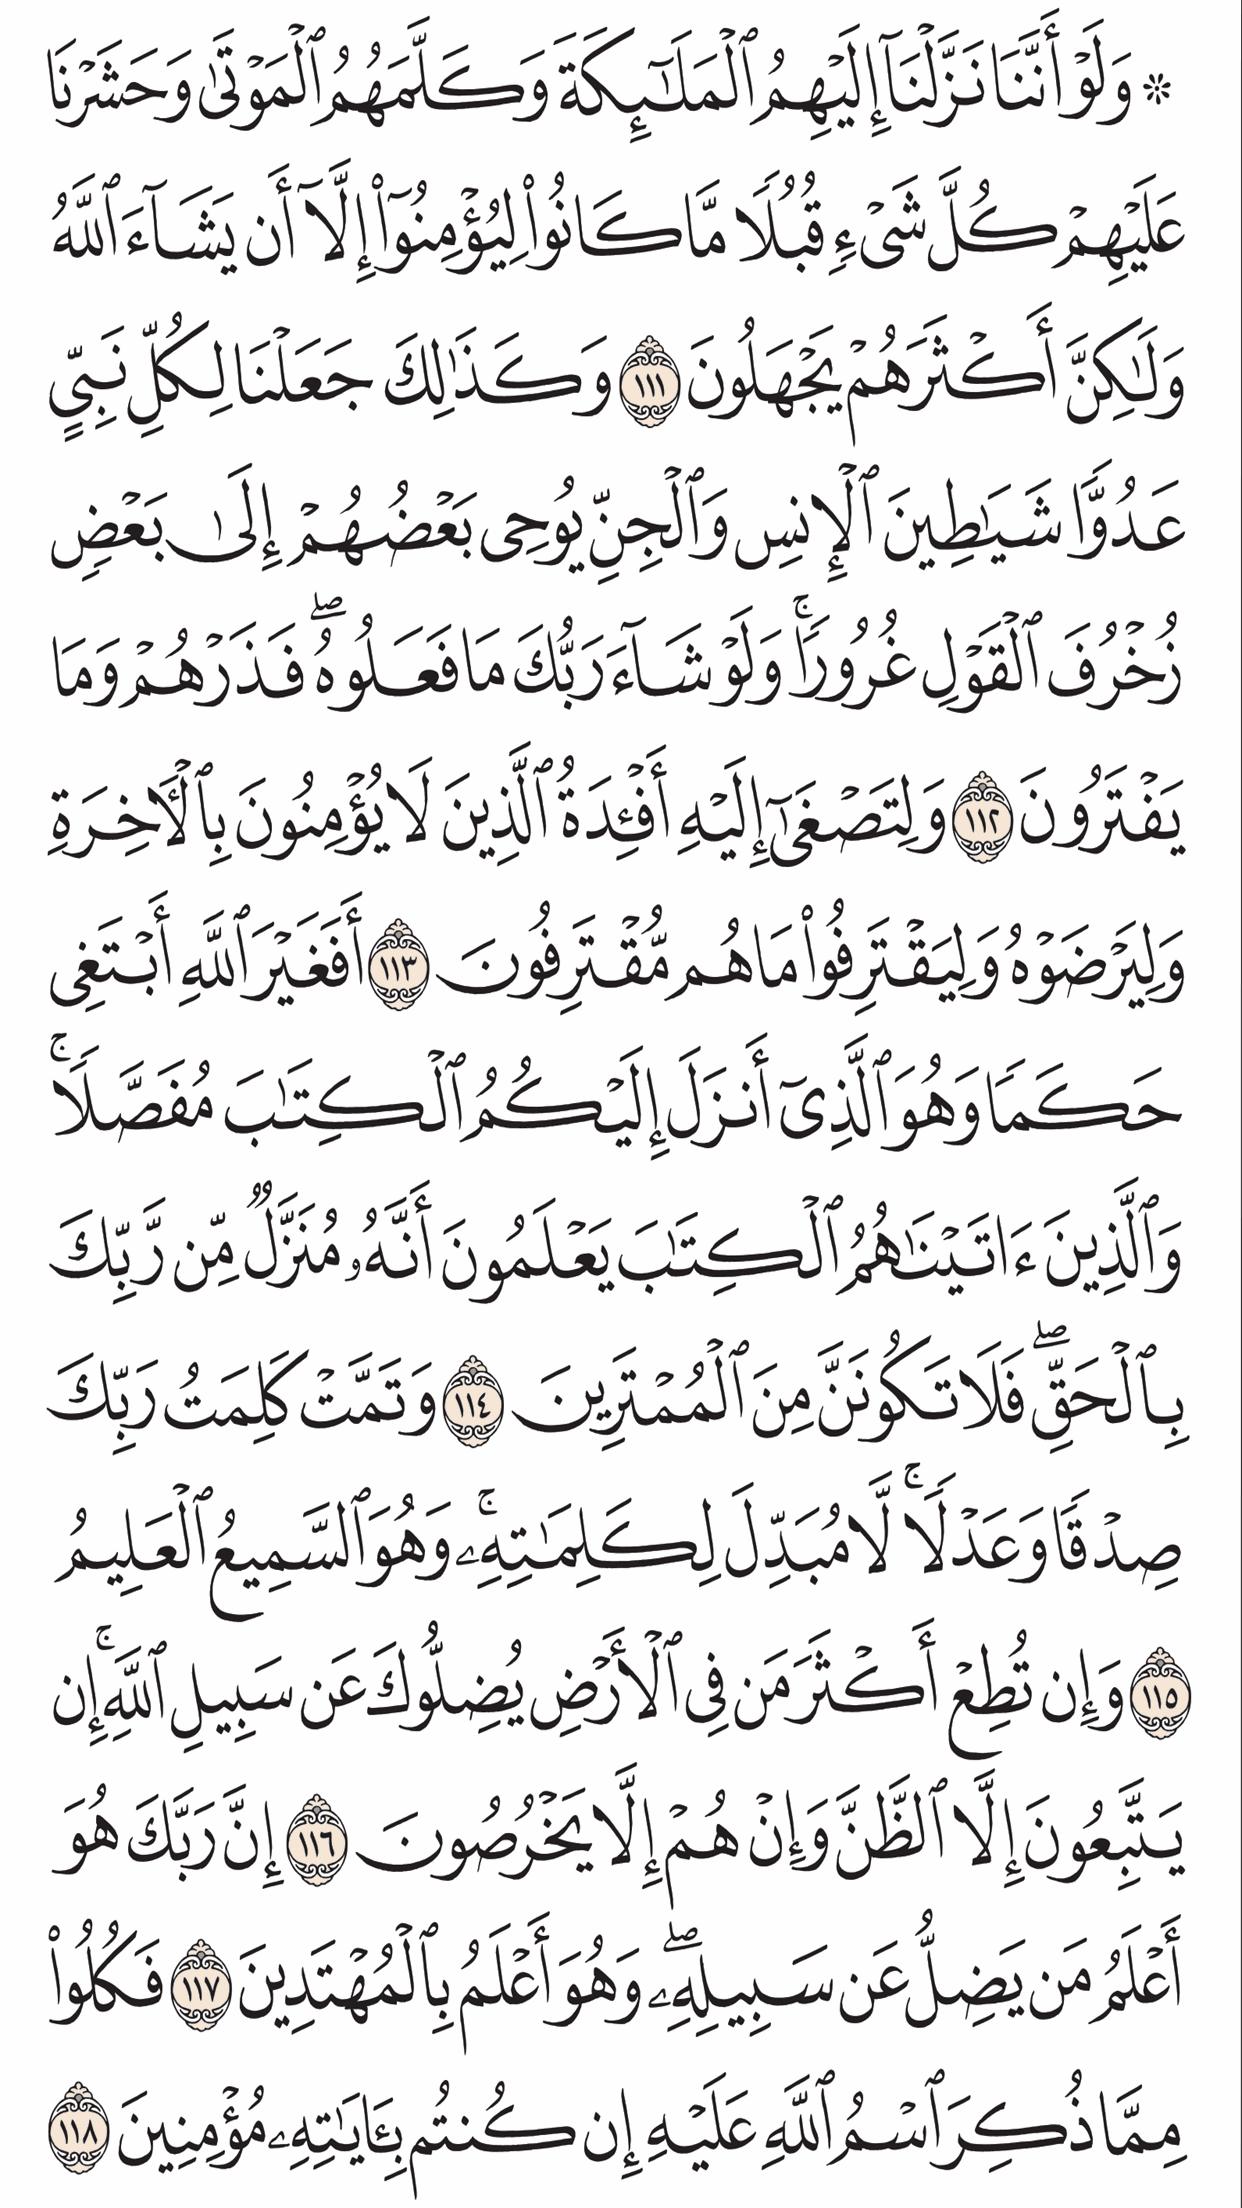 ۞ وَلَوۡ أَنَّنَا نَزَّلۡنَآ إِلَيۡهِمُ ٱلۡمَلَٰٓئِكَةَ وَكَلَّمَهُمُ ٱلۡمَوۡتَىٰ وَحَشَرۡنَا
عَلَيۡهِمۡ كُلَّ شَيۡءٖ قُبُلٗا مَّا كَانُواْ لِيُؤۡمِنُوٓاْ إِلَّآ أَن يَشَآءَ ٱللَّهُ
وَلَٰكِنَّ أَكۡثَرَهُمۡ يَجۡهَلُونَ ١١١ وَكَذَٰلِكَ جَعَلۡنَا لِكُلِّ نَبِيٍّ
عَدُوّٗا شَيَٰطِينَ ٱلۡإِنسِ وَٱلۡجِنِّ يُوحِي بَعۡضُهُمۡ إِلَىٰ بَعۡضٖ
زُخۡرُفَ ٱلۡقَوۡلِ غُرُورٗاۚ وَلَوۡ شَآءَ رَبُّكَ مَا فَعَلُوهُۖ فَذَرۡهُمۡ وَمَا
يَفۡتَرُونَ ١١٢ وَلِتَصۡغَىٰٓ إِلَيۡهِ أَفۡـِٔدَةُ ٱلَّذِينَ لَا يُؤۡمِنُونَ بِٱلۡأٓخِرَةِ
وَلِيَرۡضَوۡهُ وَلِيَقۡتَرِفُواْ مَا هُم مُّقۡتَرِفُونَ ١١٣ أَفَغَيۡرَ ٱللَّهِ أَبۡتَغِي
حَكَمٗا وَهُوَ ٱلَّذِيٓ أَنزَلَ إِلَيۡكُمُ ٱلۡكِتَٰبَ مُفَصَّلٗاۚ
وَٱلَّذِينَ ءَاتَيۡنَٰهُمُ ٱلۡكِتَٰبَ يَعۡلَمُونَ أَنَّهُۥ مُنَزَّلٞ مِّن رَّبِّكَ
بِٱلۡحَقِّۖ فَلَا تَكُونَنَّ مِنَ ٱلۡمُمۡتَرِينَ ١١٤ وَتَمَّتۡ كَلِمَتُ رَبِّكَ
صِدۡقٗا وَعَدۡلٗاۚ لَّا مُبَدِّلَ لِكَلِمَٰتِهِۦۚ وَهُوَ ٱلسَّمِيعُ ٱلۡعَلِيمُ
١١٥ وَإِن تُطِعۡ أَكۡثَرَ مَن فِي ٱلۡأَرۡضِ يُضِلُّوكَ عَن سَبِيلِ ٱللَّهِۚ إِن
يَتَّبِعُونَ إِلَّا ٱلظَّنَّ وَإِنۡ هُمۡ إِلَّا يَخۡرُصُونَ ١١٦ إِنَّ رَبَّكَ هُوَ
أَعۡلَمُ مَن يَضِلُّ عَن سَبِيلِهِۦۖ وَهُوَ أَعۡلَمُ بِٱلۡمُهۡتَدِينَ ١١٧ فَكُلُواْ
مِمَّا ذُكِرَ ٱسۡمُ ٱللَّهِ عَلَيۡهِ إِن كُنتُم بِـَٔايَٰتِهِۦ مُؤۡمِنِينَ ١١٨